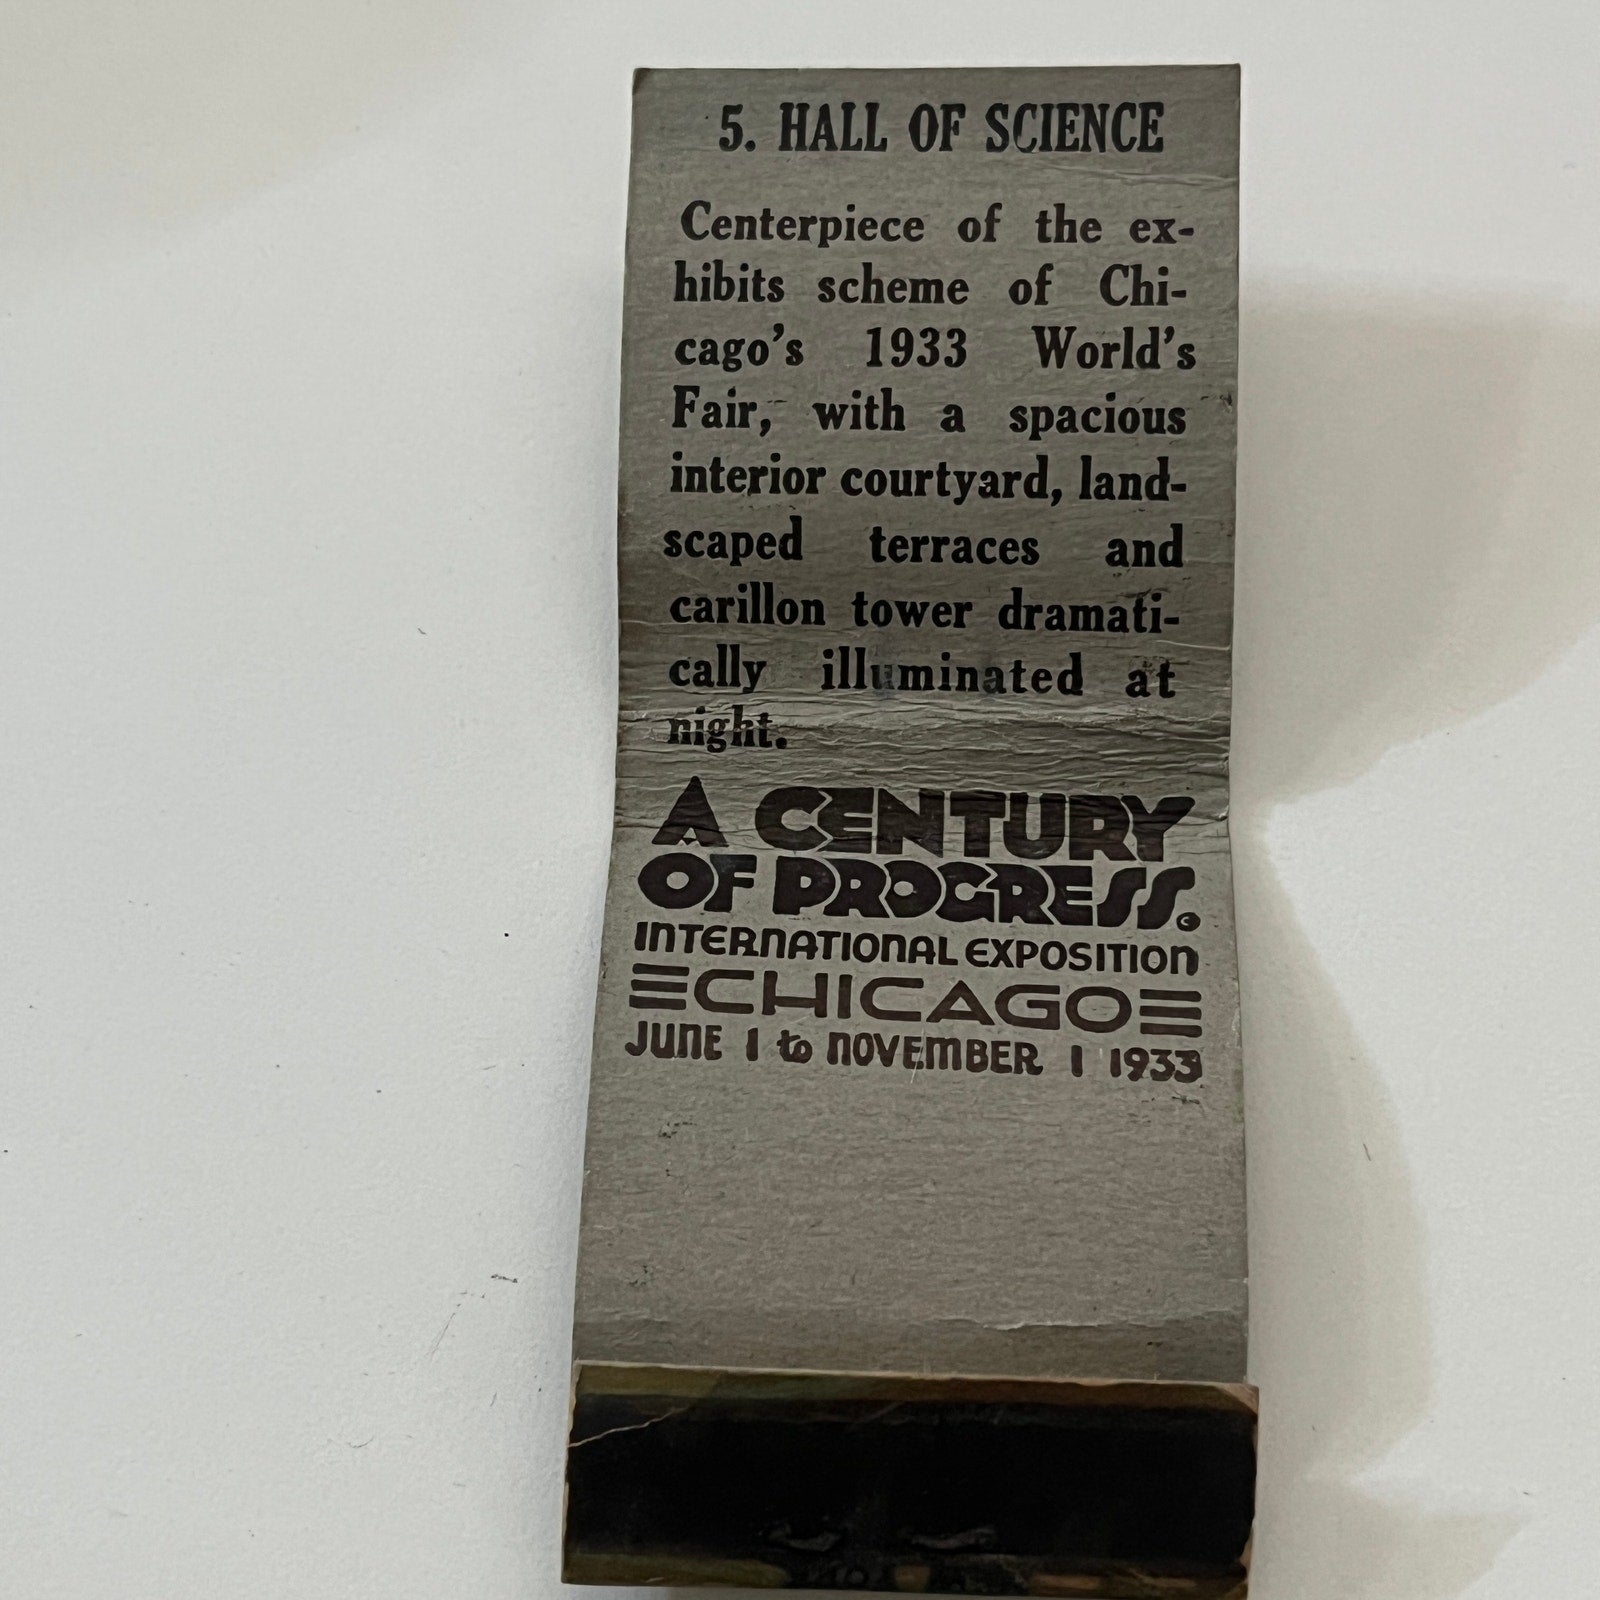 5. HALL OF SCIENCE
Centerpiece of the ex-
hibits scheme of Chi-
cago's 1933 World's
Fair, with a spacious
interior courtyard, land-
scaped terraces and
carillon tower dramati-
cally illuminated at
night.
A CENTURY
OF PROGRESS.
INTERNATIONAL EXPOSITION
CHICAGO
JUNE 1 to NOVEMBER 1 1933